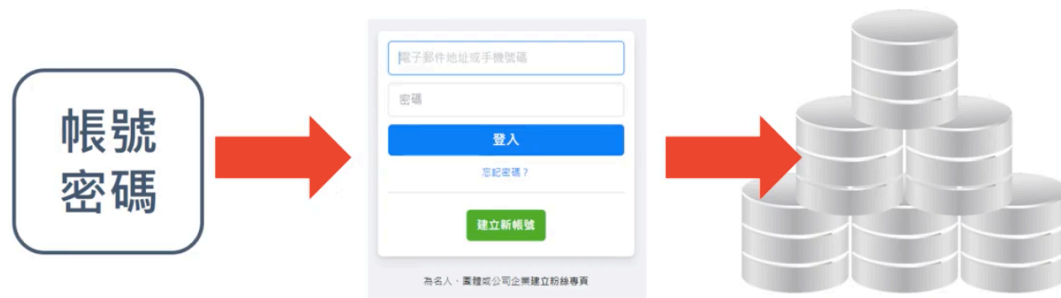 帳號
密碼
電子郵件地址或手機號碼
密碼
登入
忘記密碼？
建立新帳號
為名人、團體或公司企業建立粉絲專頁